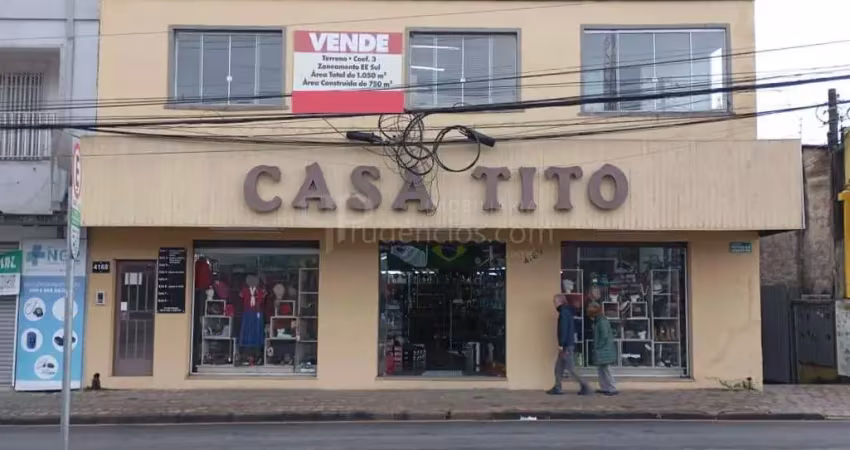 VENDE
Terreno • Coef. 3
Zoneamento EE Sul
Área Total de 1.050 m²
Área Construída de 750 m²
CASA TITO
Prudencios.com
4168